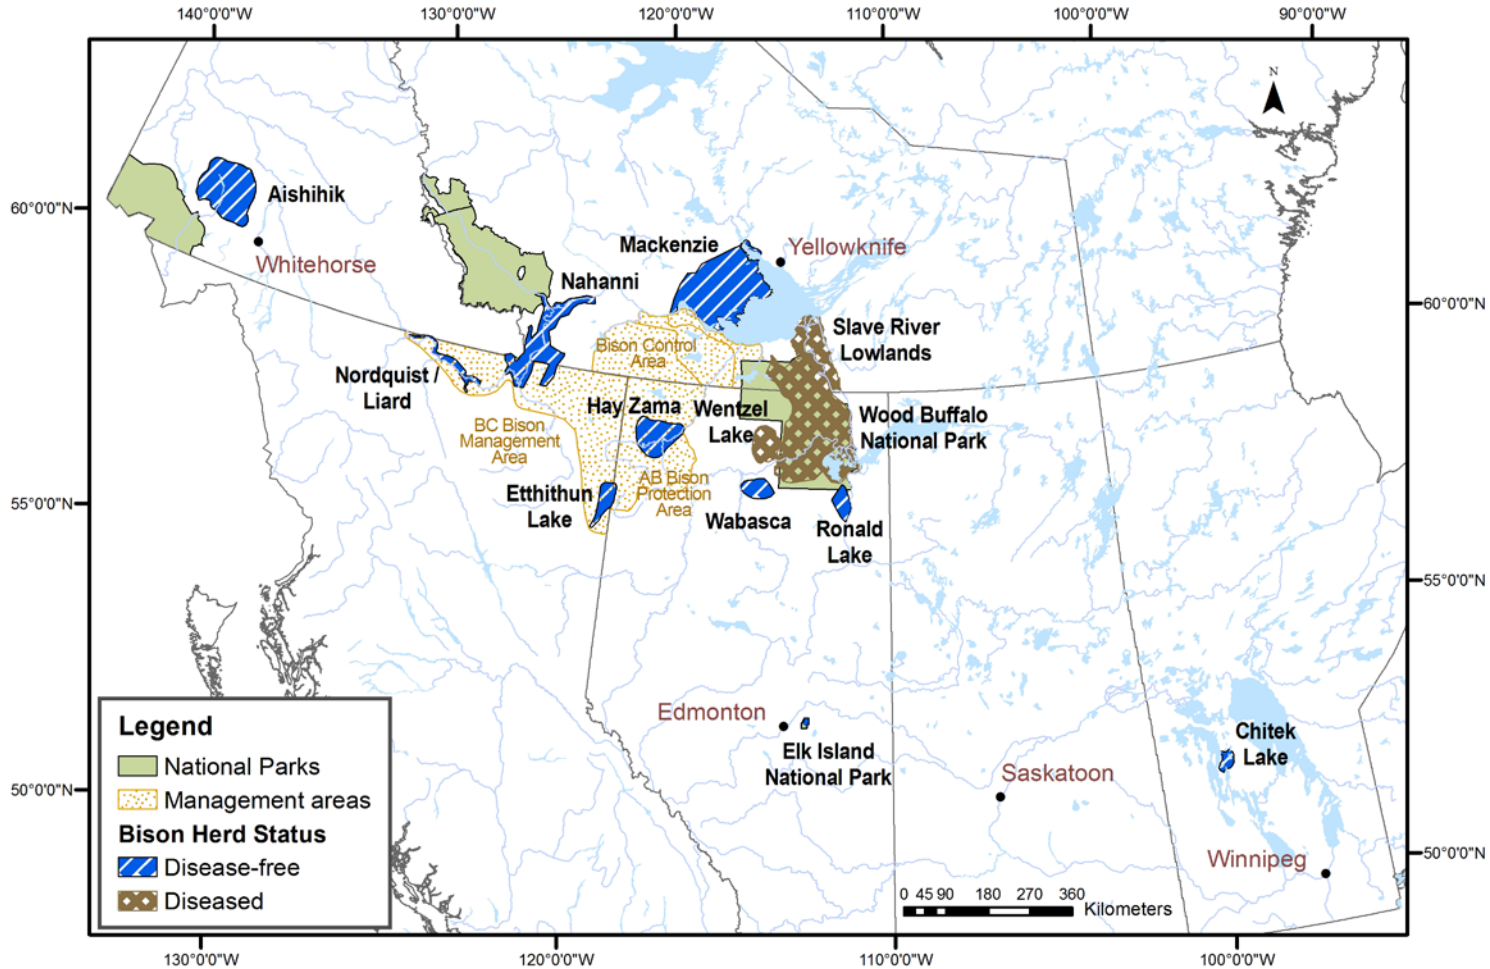 140°0'0"W
130°0'0"W
120°0'0"W
110°0'0"W
100°0'0"W
90°0'0"W
N
60°0'0"N
Aishihik
Whitehorse
Mackenzie
Yellowknife
Nahanni
60°0'0"N
Slave River
Lowlands
Bison Control
Area
Nordquist /
Liard
Hay Zama
Wentzel
Lake
Wood Buffalo
National Park
BC Bison
Management
Area
AB Bison
Protection
Area
55°0'0"N
Etthithun
Lake
Wabasca
Ronald
Lake
55°0'0"N
Edmonton
Elk Island
National Park
Chitek
Lake
Saskatoon
50°0'0"N
Winnipeg
50°0'0"N
Legend
National Parks
Management areas
Bison Herd Status
Disease-free
Diseased
0 45 90 180 270 360
Kilometers
130°0'0"W
120°0'0"W
110°0'0"W
100°0'0"W